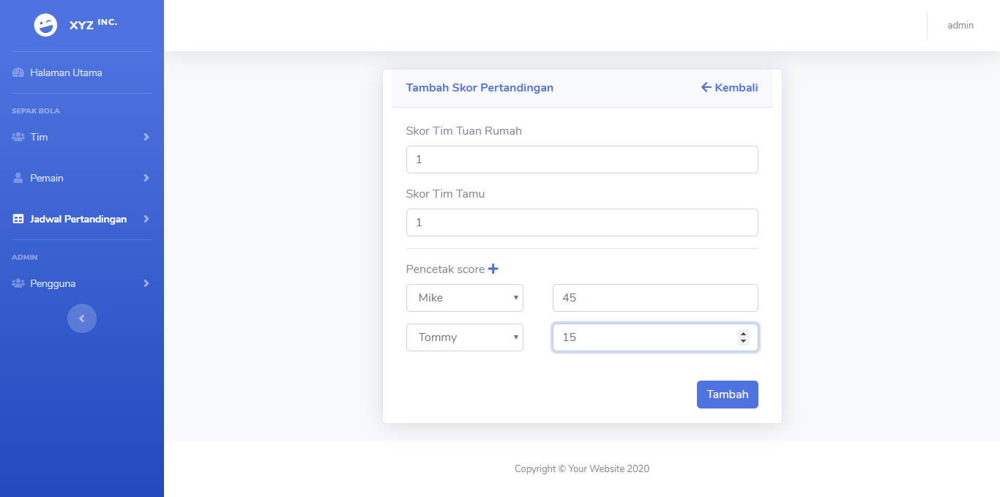 XYZ INC.
admin
Halaman Utama
SEPAK BOLA
Tim
Pemain
Jadwal Pertandingan
ADMIN
Pengguna
Tambah Skor Pertandingan
Kembali
Skor Tim Tuan Rumah
1
Skor Tim Tamu
1
Pencetak score
Mike
45
Tommy
15
Tambah
Copyright © Your Website 2020